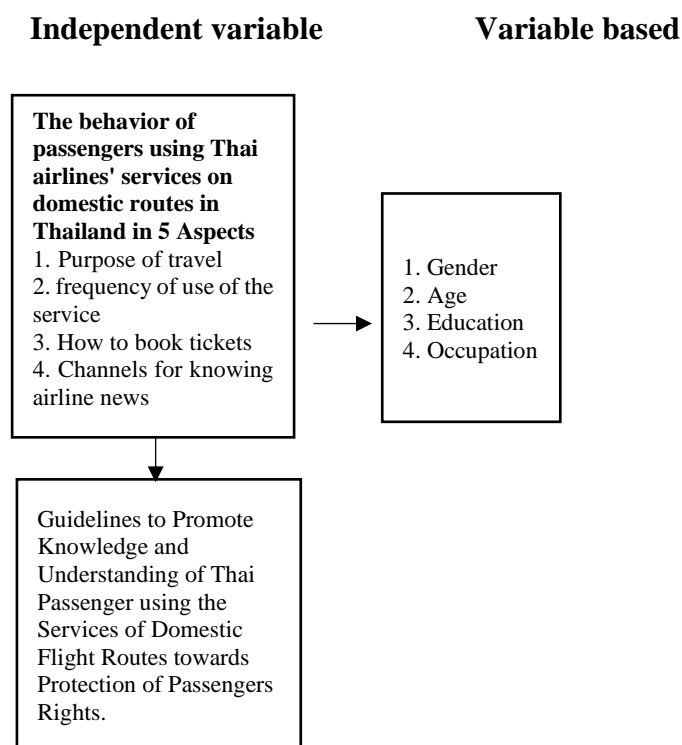 Independent variable
Variable based
The behavior of
passengers using Thai
airlines' services on
domestic routes in
Thailand in 5 Aspects
1. Purpose of travel
2. frequency of use of the
service
3. How to book tickets
4. Channels for knowing
airline news
1. Gender
2. Age
3. Education
4. Occupation
Guidelines to Promote
Knowledge and
Understanding of Thai
Passenger using the
Services of Domestic
Flight Routes towards
Protection of Passengers
Rights.